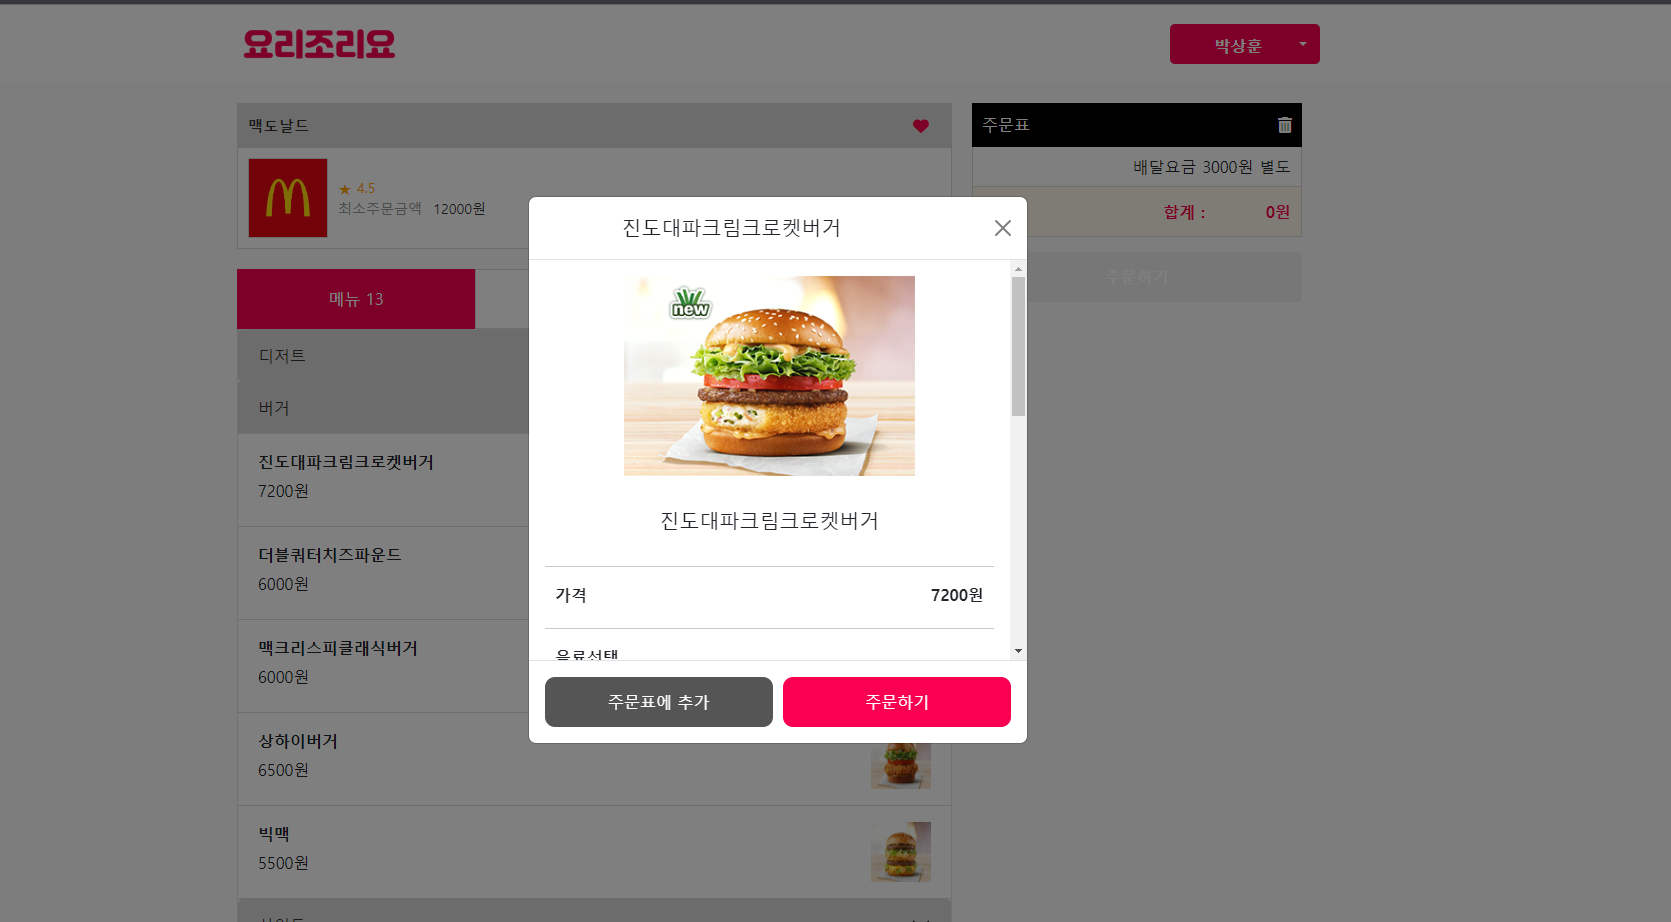 요리조리요
박상훈
맥도날드
주문표
★ 4.5
최소주문금액 12000원
배달요금 3000원 별도
합계 : 0원
주문하기
메뉴 13
디저트
버거
진도대파크림크로켓버거
7200원
더블쿼터치즈파운드
6000원
맥크리스피클래식버거
6000원
상하이버거
6500원
빅맥
5500원
진도대파크림크로켓버거
new
진도대파크림크로켓버거
가격 7200원
음료선택
주문표에 추가
주문하기